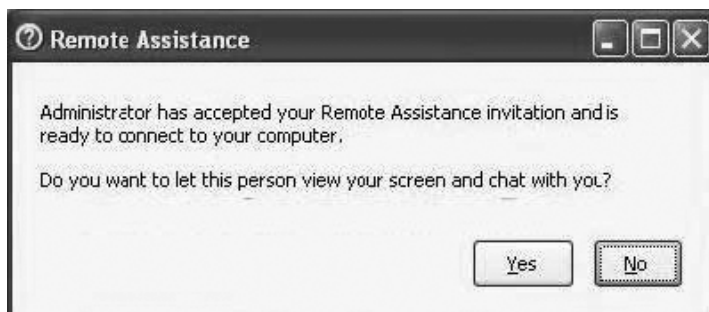 Remote Assistance
Administrator has accepted your Remote Assistance invitation and is
ready to connect to your computer.
Do you want to let this person view your screen and chat with you?
Yes
No